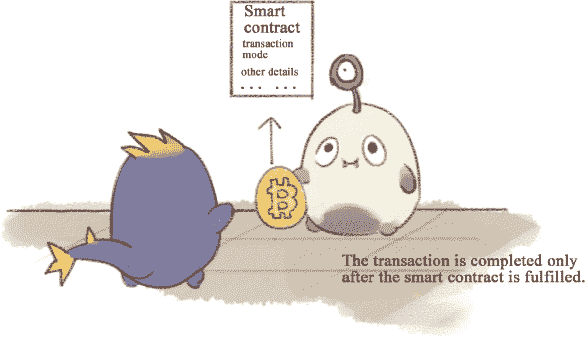 Smart
contract
transaction
mode
other details
... ...
₿
The transaction is completed only
after the smart contract is fulfilled.